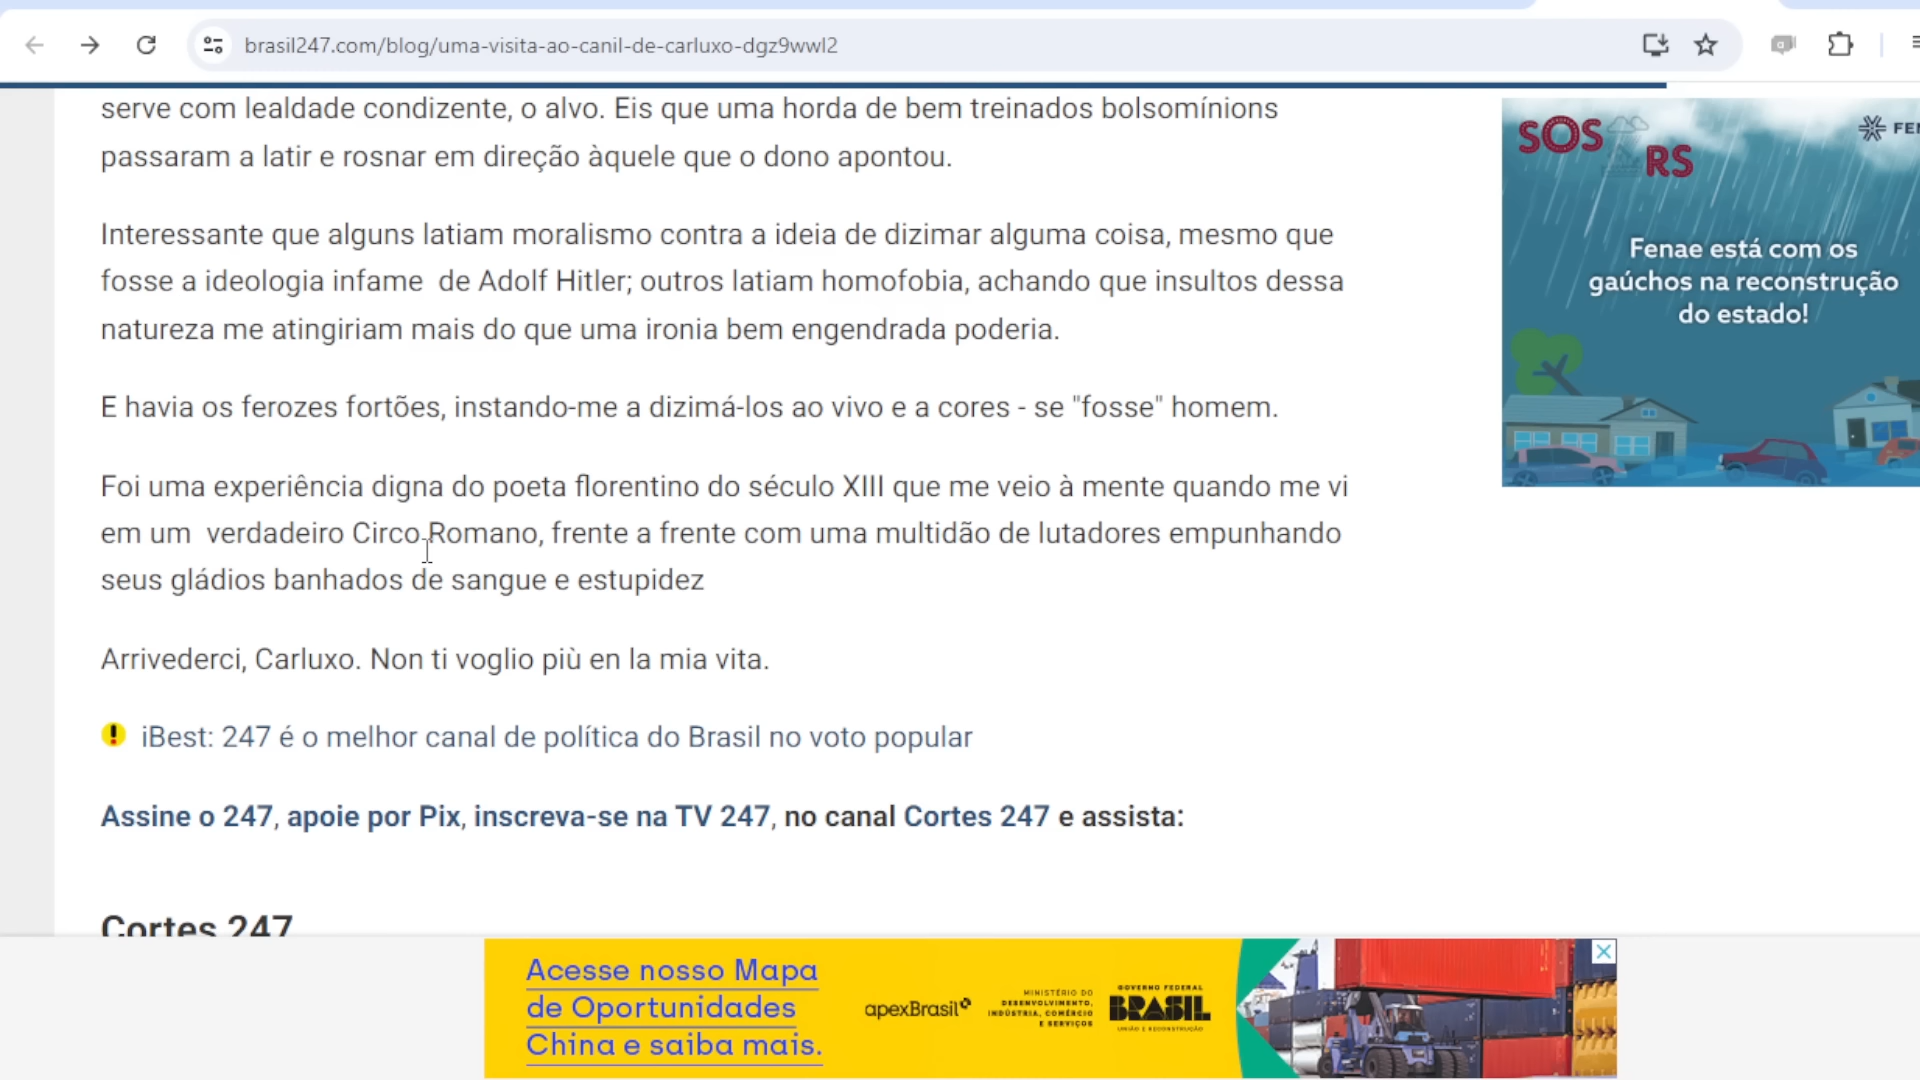 brasil247.com/blog/uma-visita-ao-canil-de-carluxo-dgz9wwl2
serve com lealdade condizente, o alvo. Eis que uma horda de bem treinados bolsomínions
passaram a latir e rosnar em direção àquele que o dono apontou.
Interessante que alguns latiam moralismo contra a ideia de dizimar alguma coisa, mesmo que
fosse a ideologia infame  de Adolf Hitler; outros latiam homofobia, achando que insultos dessa
natureza me atingiriam mais do que uma ironia bem engendrada poderia.
E havia os ferozes fortões, instando-me a dizimá-los ao vivo e a cores - se "fosse" homem.
Foi uma experiência digna do poeta florentino do século XIII que me veio à mente quando me vi
em um  verdadeiro Circo Romano, frente a frente com uma multidão de lutadores empunhando
seus gládios banhados de sangue e estupidez
Arrivederci, Carluxo. Non ti voglio più en la mia vita.
iBest: 247 é o melhor canal de política do Brasil no voto popular
Assine o 247, apoie por Pix, inscreva-se na TV 247, no canal Cortes 247 e assista:
Cortes 247
SOS
RS
FEN
Fenae está com os
gaúchos na reconstrução
do estado!
Acesse nosso Mapa
de Oportunidades
China e saiba mais.
apexBrasil
MINISTÉRIO DO
DESENVOLVIMENTO,
INDÚSTRIA, COMÉRCIO
E SERVIÇOS
GOVERNO FEDERAL
BRASIL
UNIÃO E RECONSTRUÇÃO